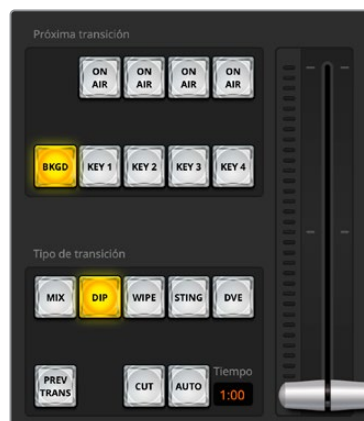 Próxima transición
ON AIR ON AIR ON AIR ON AIR
BKGD KEY 1 KEY 2 KEY 3 KEY 4
Tipo de transición
MIX DIP WIPE STING DVE
Tiempo
PREV TRANS CUT AUTO 1:00